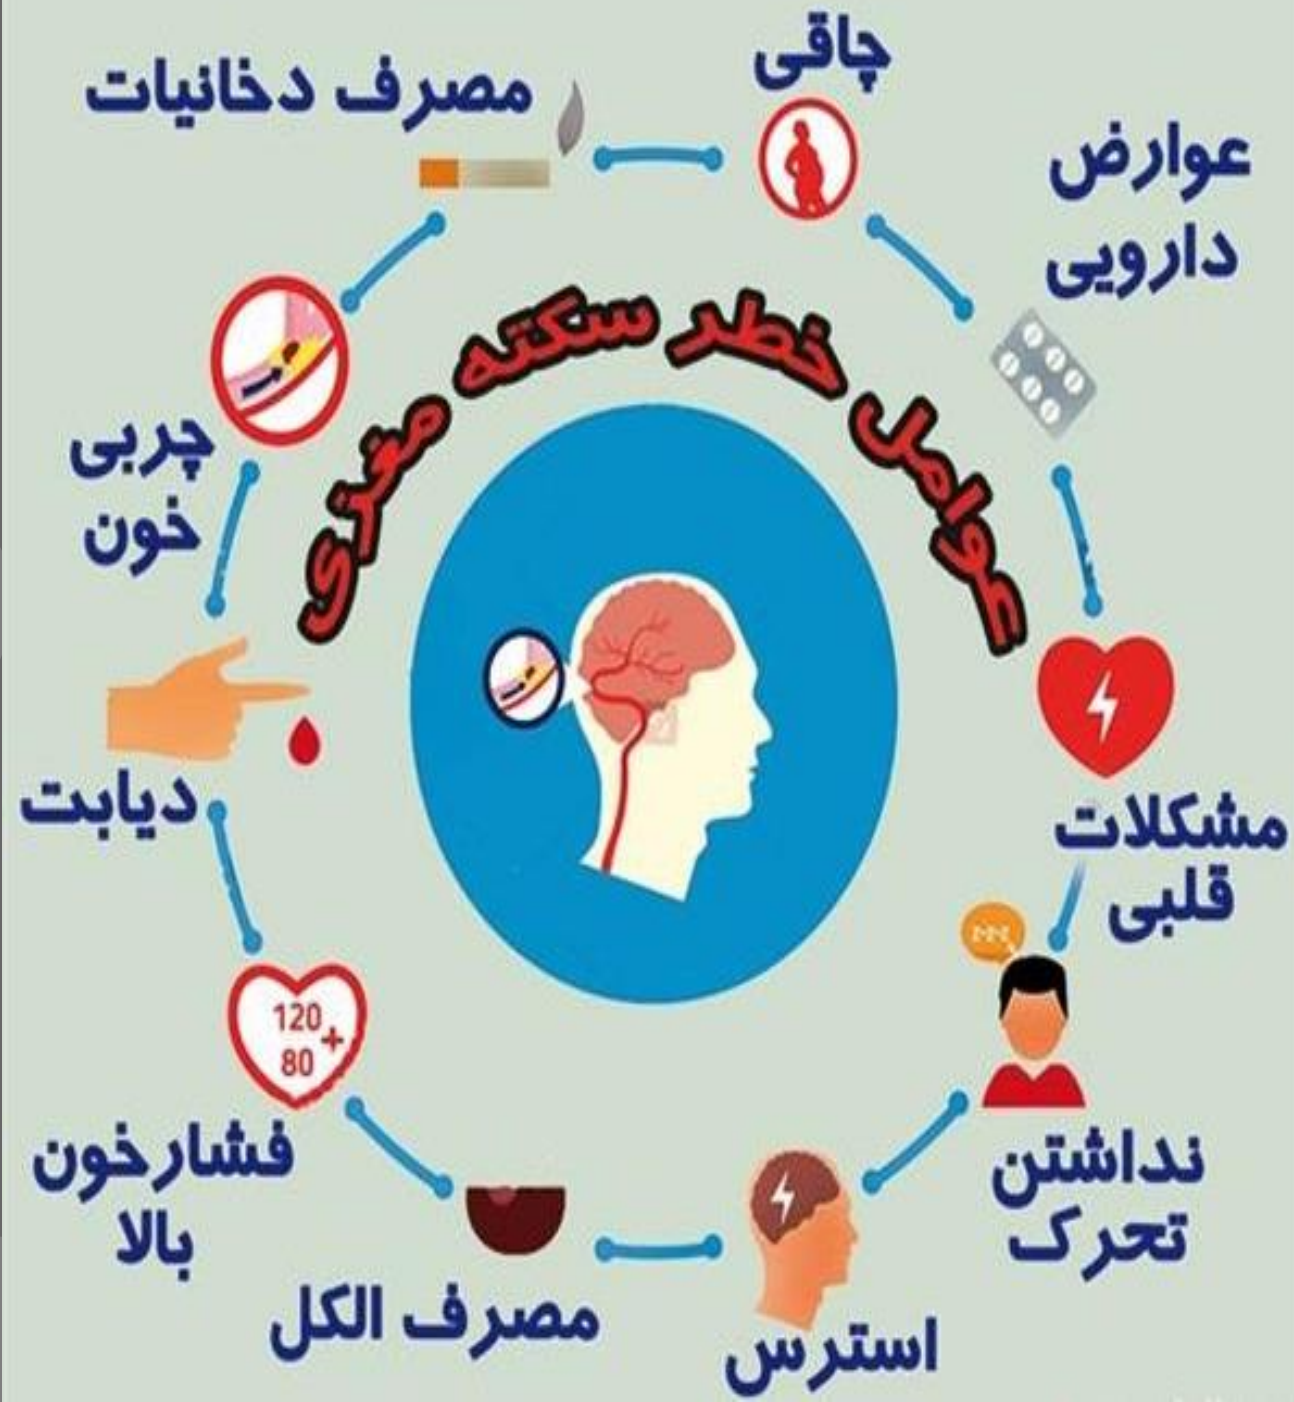 عوامل خطر سکته مغزی
چاقی
عوارض
دارویی
مشکلات
قلبی
نداشتن
تحرک
استرس
مصرف الکل
فشارخون
بالا
120
80
+
دیابت
چربی
خون
مصرف دخانیات